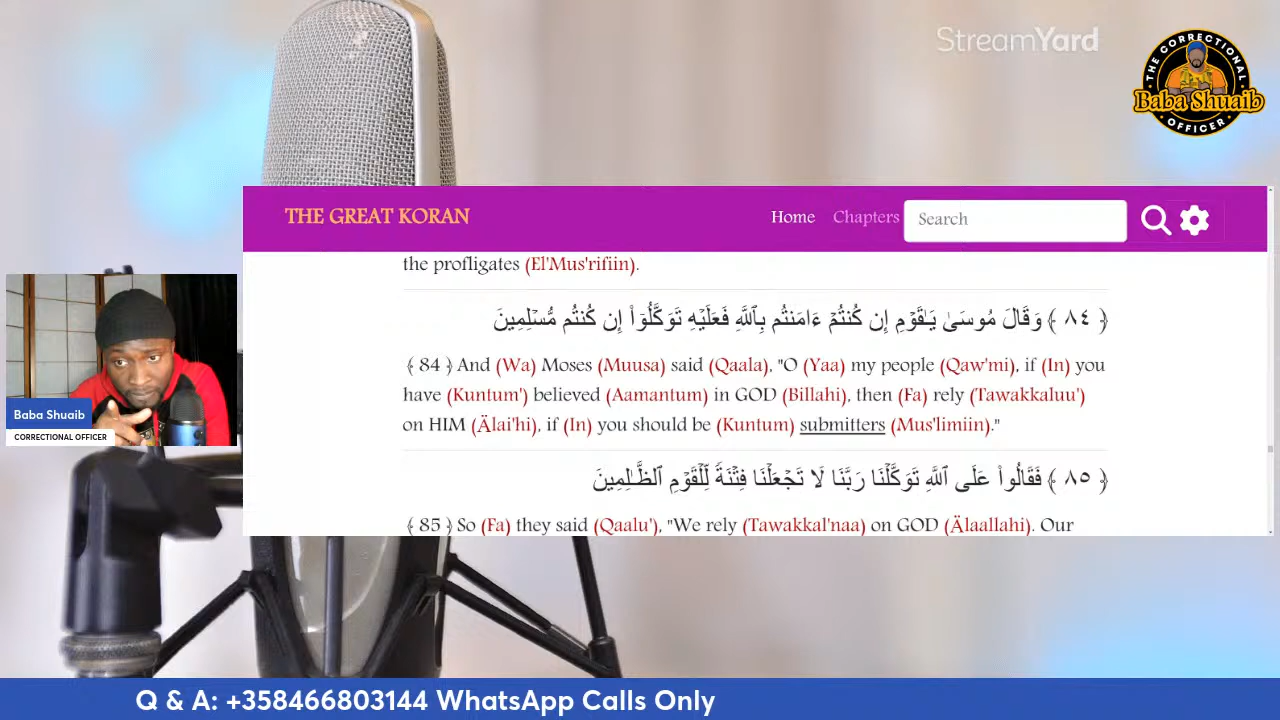 StreamYard
THE CORRECTIONAL
Baba Shuaib
OFFICER
THE GREAT KORAN
Home Chapters Search
the profligates (El'Mus'rifiin).
﴿ ٨٤ ﴾ وَقَالَ مُوسَىٰ يَـٰقَوْمِ إِن كُنتُمْ ءَامَنتُم بِٱللَّهِ فَعَلَيْهِ تَوَكَّلُوٓا۟ إِن كُنتُم مُّسْلِمِينَ
﴾ 84 ﴿ And (Wa) Moses (Muusa) said (Qaala), "O (Yaa) my people (Qaw'mi), if (In) you
have (Kuntum') believed (Aamantum) in GOD (Billahi), then (Fa) rely (Tawakkaluu')
on HIM (Älai'hi), if (In) you should be (Kuntum) submitters (Mus'limiin)."
﴿ ٨٥ ﴾ فَقَالُوا۟ عَلَى ٱللَّهِ تَوَكَّلْنَا رَبَّنَا لَا تَجْعَلْنَا فِتْنَةً لِّلْقَوْمِ ٱلظَّـٰلِمِينَ
﴾ 85 ﴿ So (Fa) they said (Qaalu'), "We rely (Tawakkal'naa) on GOD (Älaallahi). Our
Baba Shuaib
CORRECTIONAL OFFICER
Q & A: +358466803144 WhatsApp Calls Only